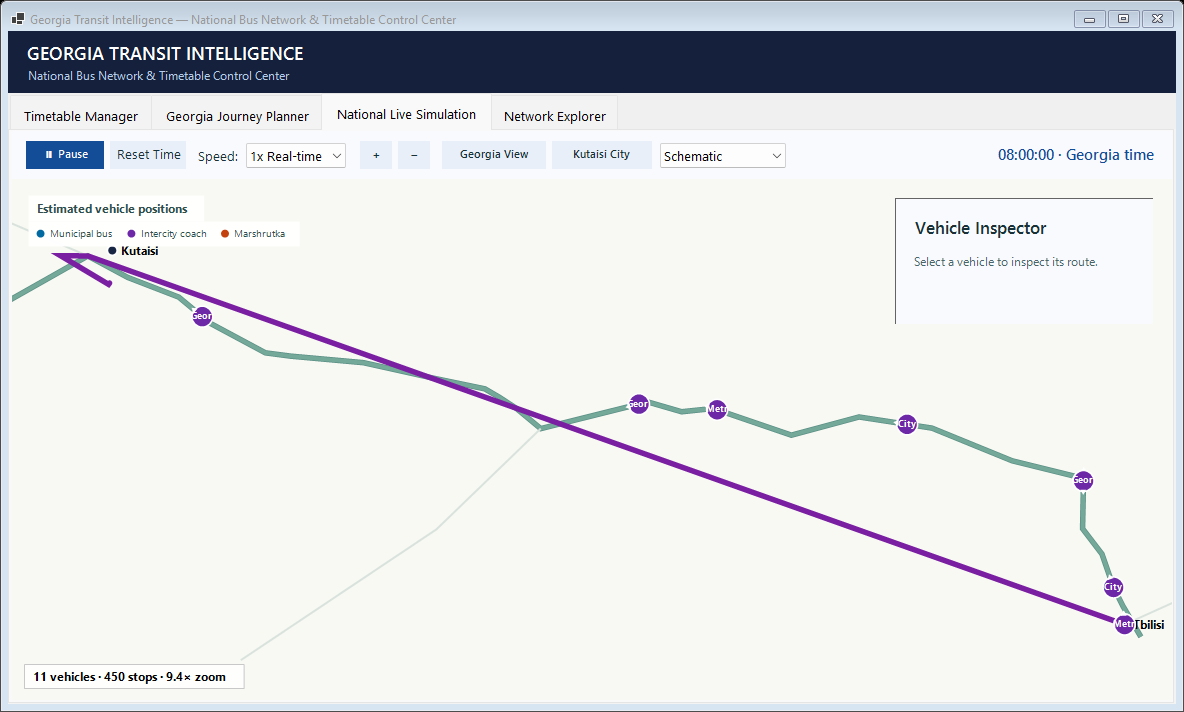 Georgia Transit Intelligence — National Bus Network & Timetable Control Center
GEORGIA TRANSIT INTELLIGENCE
National Bus Network & Timetable Control Center
Timetable Manager
Georgia Journey Planner
National Live Simulation
Network Explorer
Pause
Reset Time
Speed:
1x Real-time
+
−
Georgia View
Kutaisi City
Schematic
08:00:00 · Georgia time
Estimated vehicle positions
Municipal bus
Intercity coach
Marshrutka
Kutaisi
Vehicle Inspector
Select a vehicle to inspect its route.
Geor
Geor
Metr
City
Geor
City
Metr
Tbilisi
11 vehicles · 450 stops · 9.4× zoom